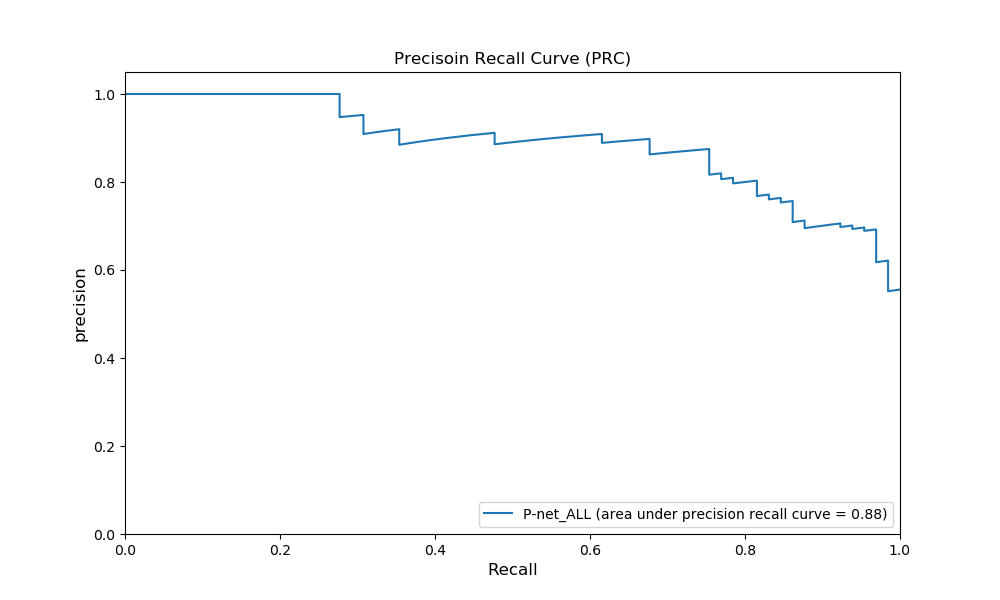 Precisoin Recall Curve (PRC)
1.0
0.8
0.6
0.4
0.2
0.0
precision
P-net_ALL (area under precision recall curve = 0.88)
0.0 0.2 0.4 0.6 0.8 1.0
Recall